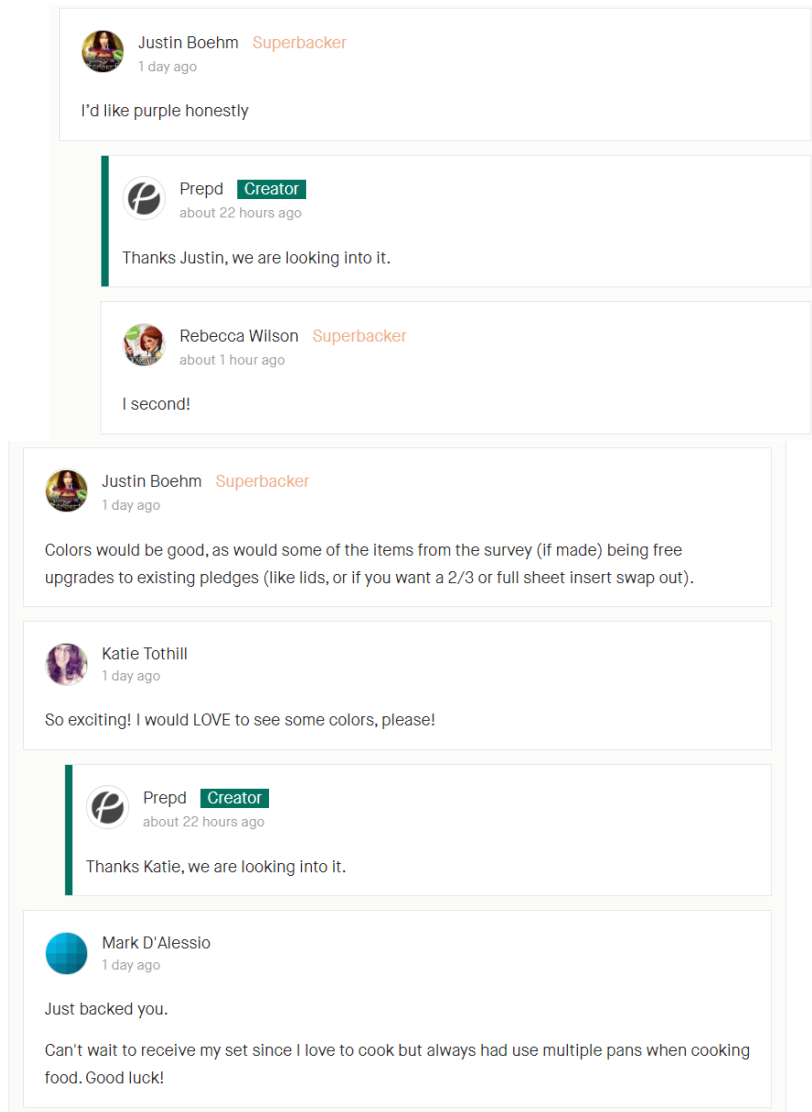 Justin Boehm Superbacker
1 day ago
I'd like purple honestly
Prepd Creator
about 22 hours ago
Thanks Justin, we are looking into it.
Rebecca Wilson Superbacker
about 1 hour ago
I second!
Justin Boehm Superbacker
1 day ago
Colors would be good, as would some of the items from the survey (if made) being free
upgrades to existing pledges (like lids, or if you want a 2/3 or full sheet insert swap out).
Katie Tothill
1 day ago
So exciting! I would LOVE to see some colors, please!
Prepd Creator
about 22 hours ago
Thanks Katie, we are looking into it.
Mark D'Alessio
1 day ago
Just backed you.
Can't wait to receive my set since I love to cook but always had use multiple pans when cooking
food. Good luck!